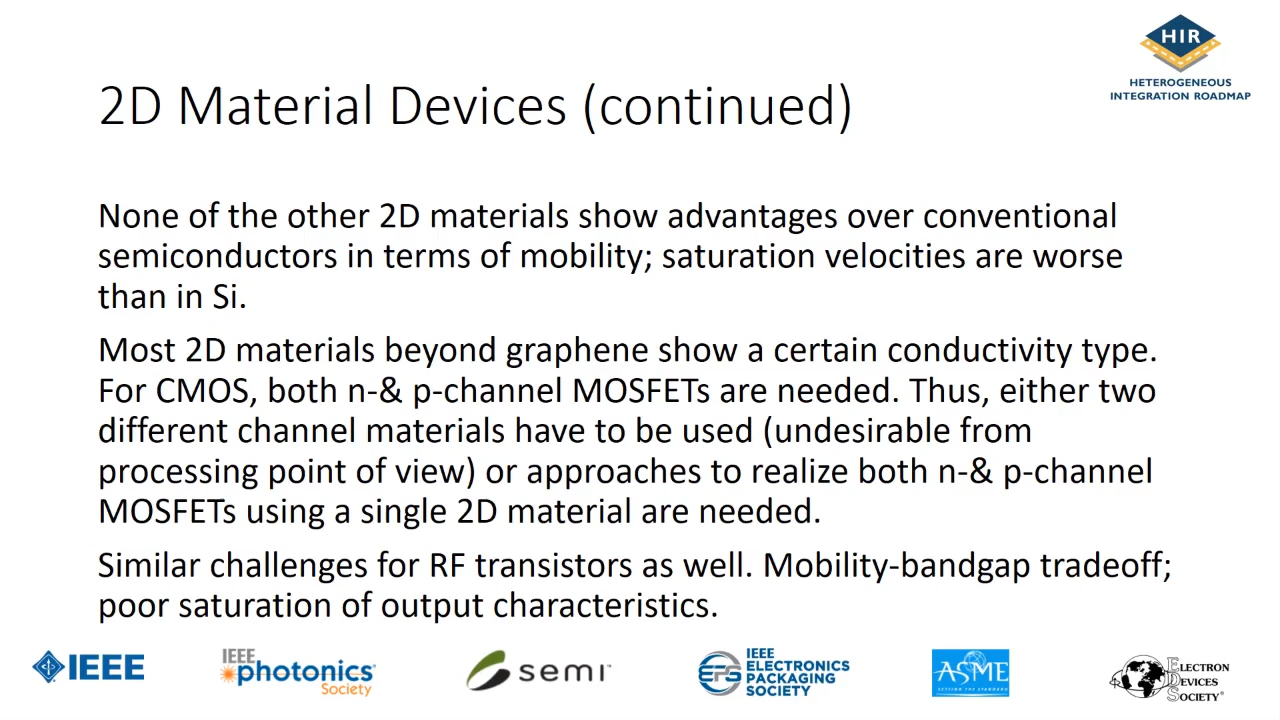 HIR
HETEROGENEOUS
INTEGRATION ROADMAP
2D Material Devices (continued)
None of the other 2D materials show advantages over conventional
semiconductors in terms of mobility; saturation velocities are worse
than in Si.
Most 2D materials beyond graphene show a certain conductivity type.
For CMOS, both n-& p-channel MOSFETs are needed. Thus, either two
different channel materials have to be used (undesirable from
processing point of view) or approaches to realize both n-& p-channel
MOSFETs using a single 2D material are needed.
Similar challenges for RF transistors as well. Mobility-bandgap tradeoff;
poor saturation of output characteristics.
IEEE
IEEE
photonics
Society
semi™
EPS
IEEE
ELECTRONICS
PACKAGING
SOCIETY
ASME
SETTING THE STANDARD
ELECTRON
DEVICES
SOCIETY®